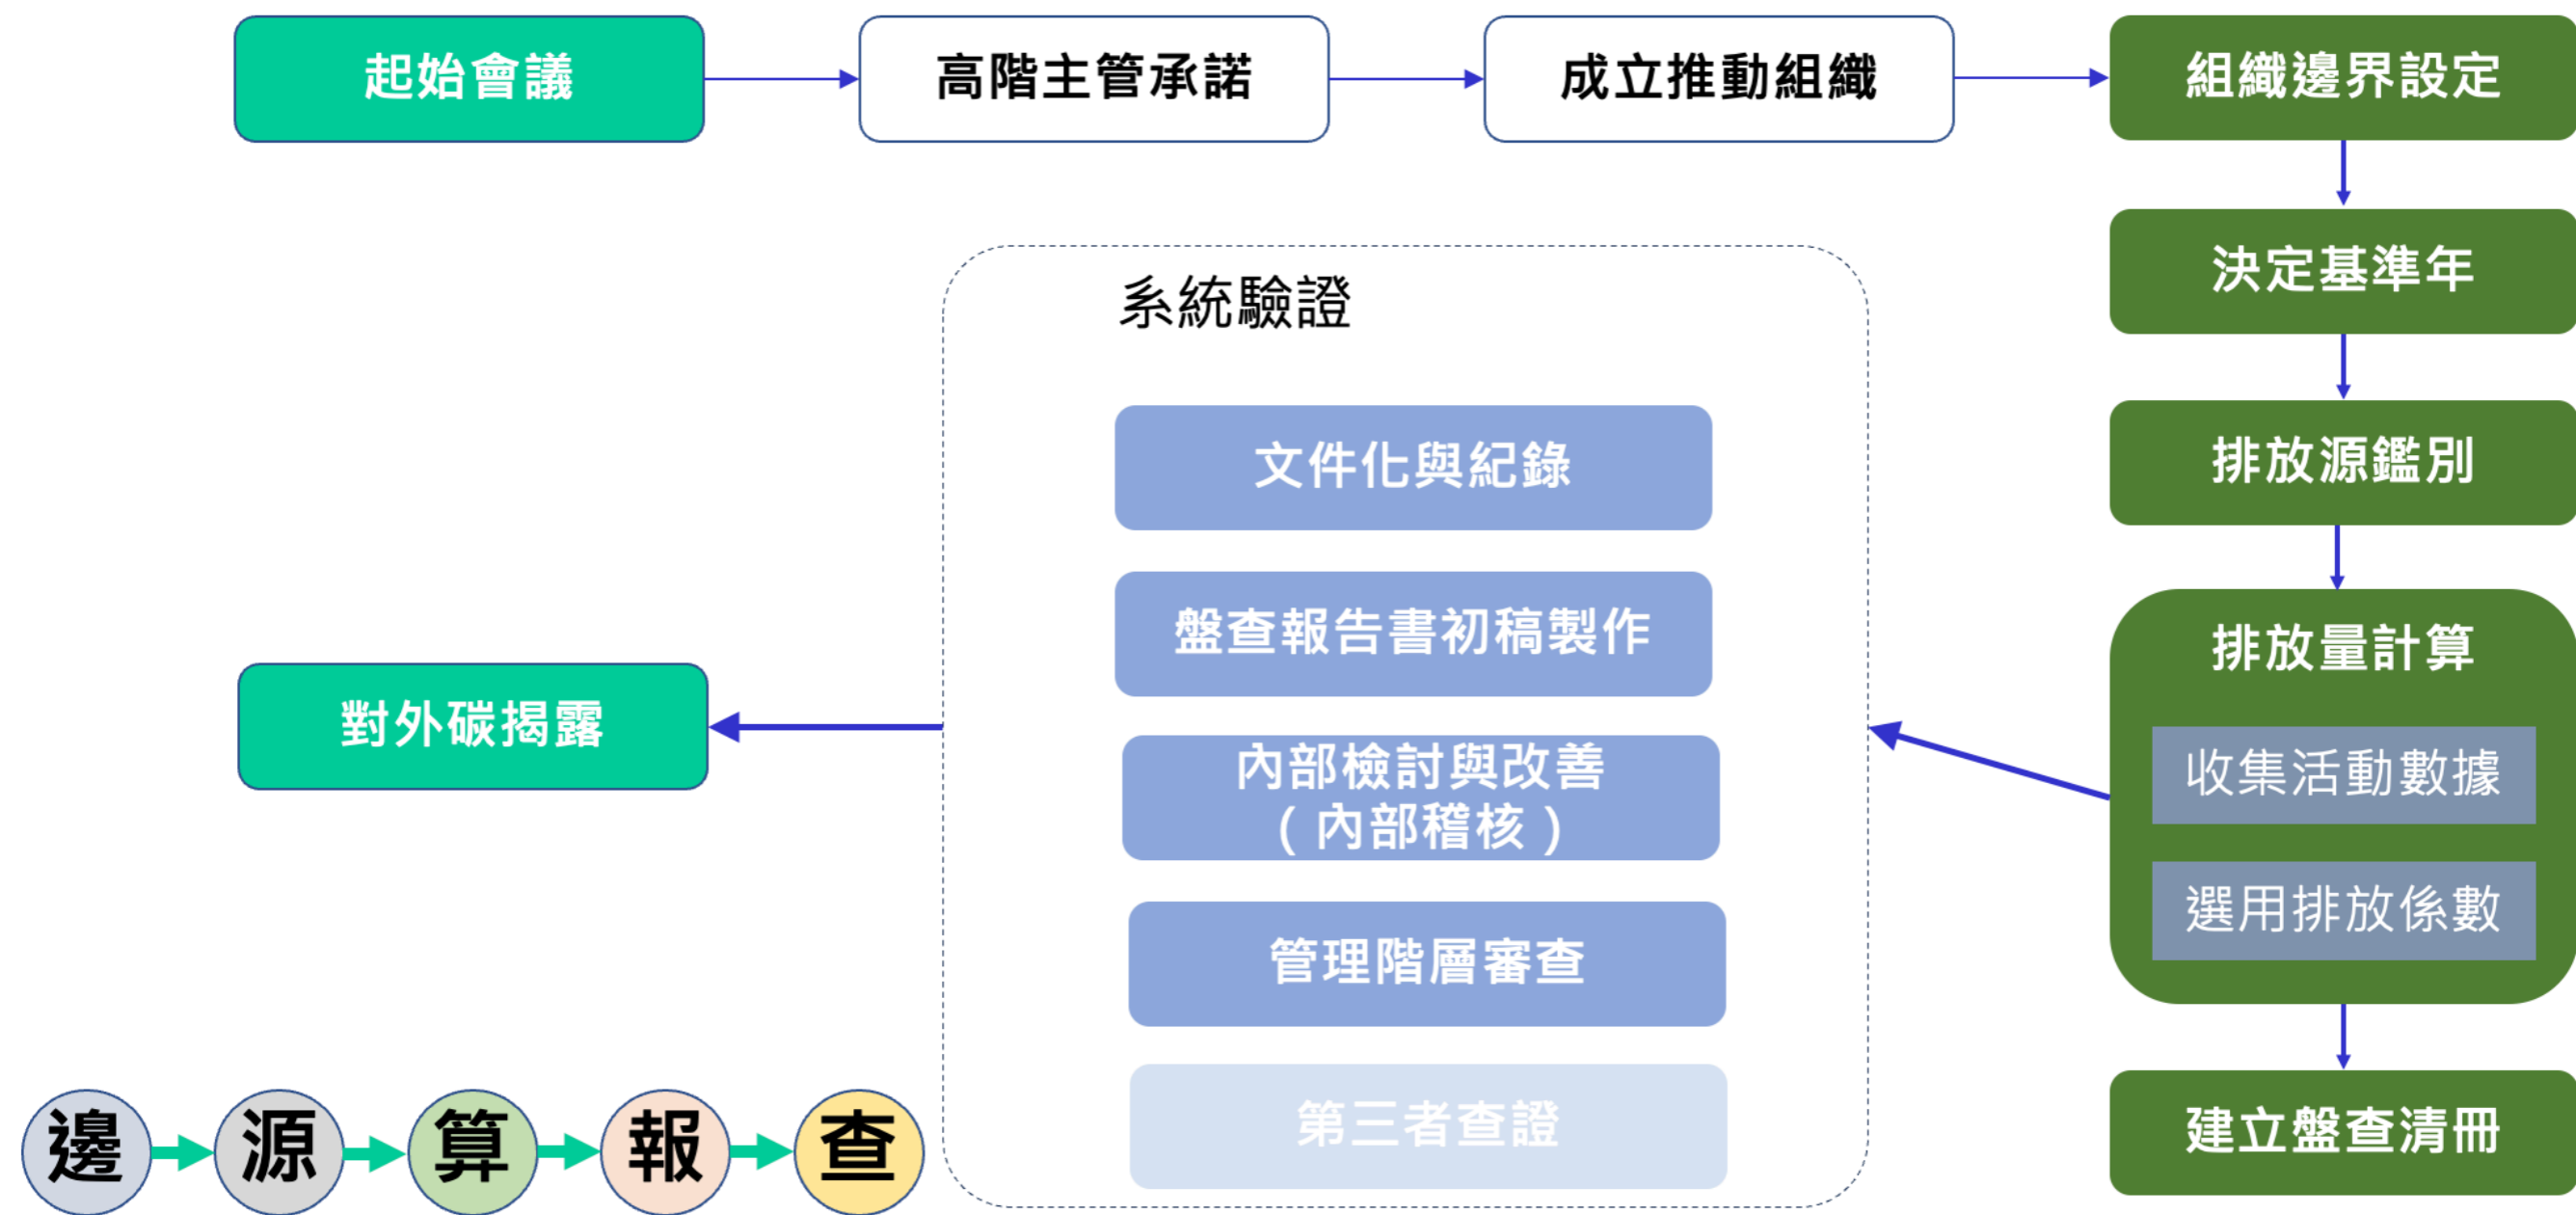 起始會議
高階主管承諾
成立推動組織
組織邊界設定
決定基準年
排放源鑑別
排放量計算
收集活動數據
選用排放係數
建立盤查清冊
系統驗證
文件化與紀錄
盤查報告書初稿製作
內部檢討與改善
(內部稽核)
管理階層審查
第三者查證
對外碳揭露
邊
源
算
報
查